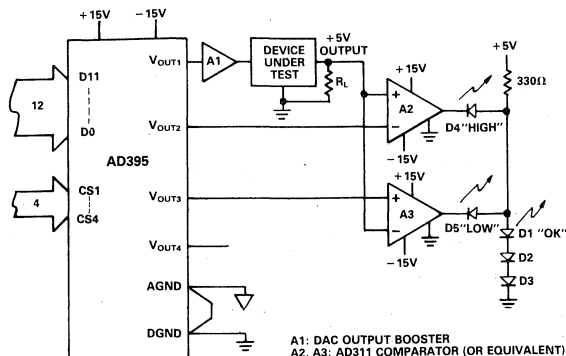 +15V
−15V
D11
D0
12
AD395
CS1
CS4
4
VOUT1
VOUT2
VOUT3
VOUT4
AGND
DGND
A1
DEVICE
UNDER
TEST
+5V
OUTPUT
RL
+15V
+
−
A2
−15V
D4 "HIGH"
+15V
+
−
A3
−15V
D5 "LOW"
+5V
330Ω
D1 "OK"
D2
D3
A1: DAC OUTPUT BOOSTER
A2, A3: AD311 COMPARATOR (OR EQUIVALENT)